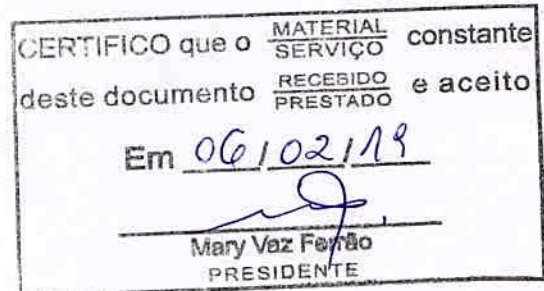 CERTIFICO que o MATERIAL constante
SERVIÇO
deste documento RECEBIDO e aceito
PRESTADO
Em 06/02/19
Mary Vaz Ferrão
PRESIDENTE